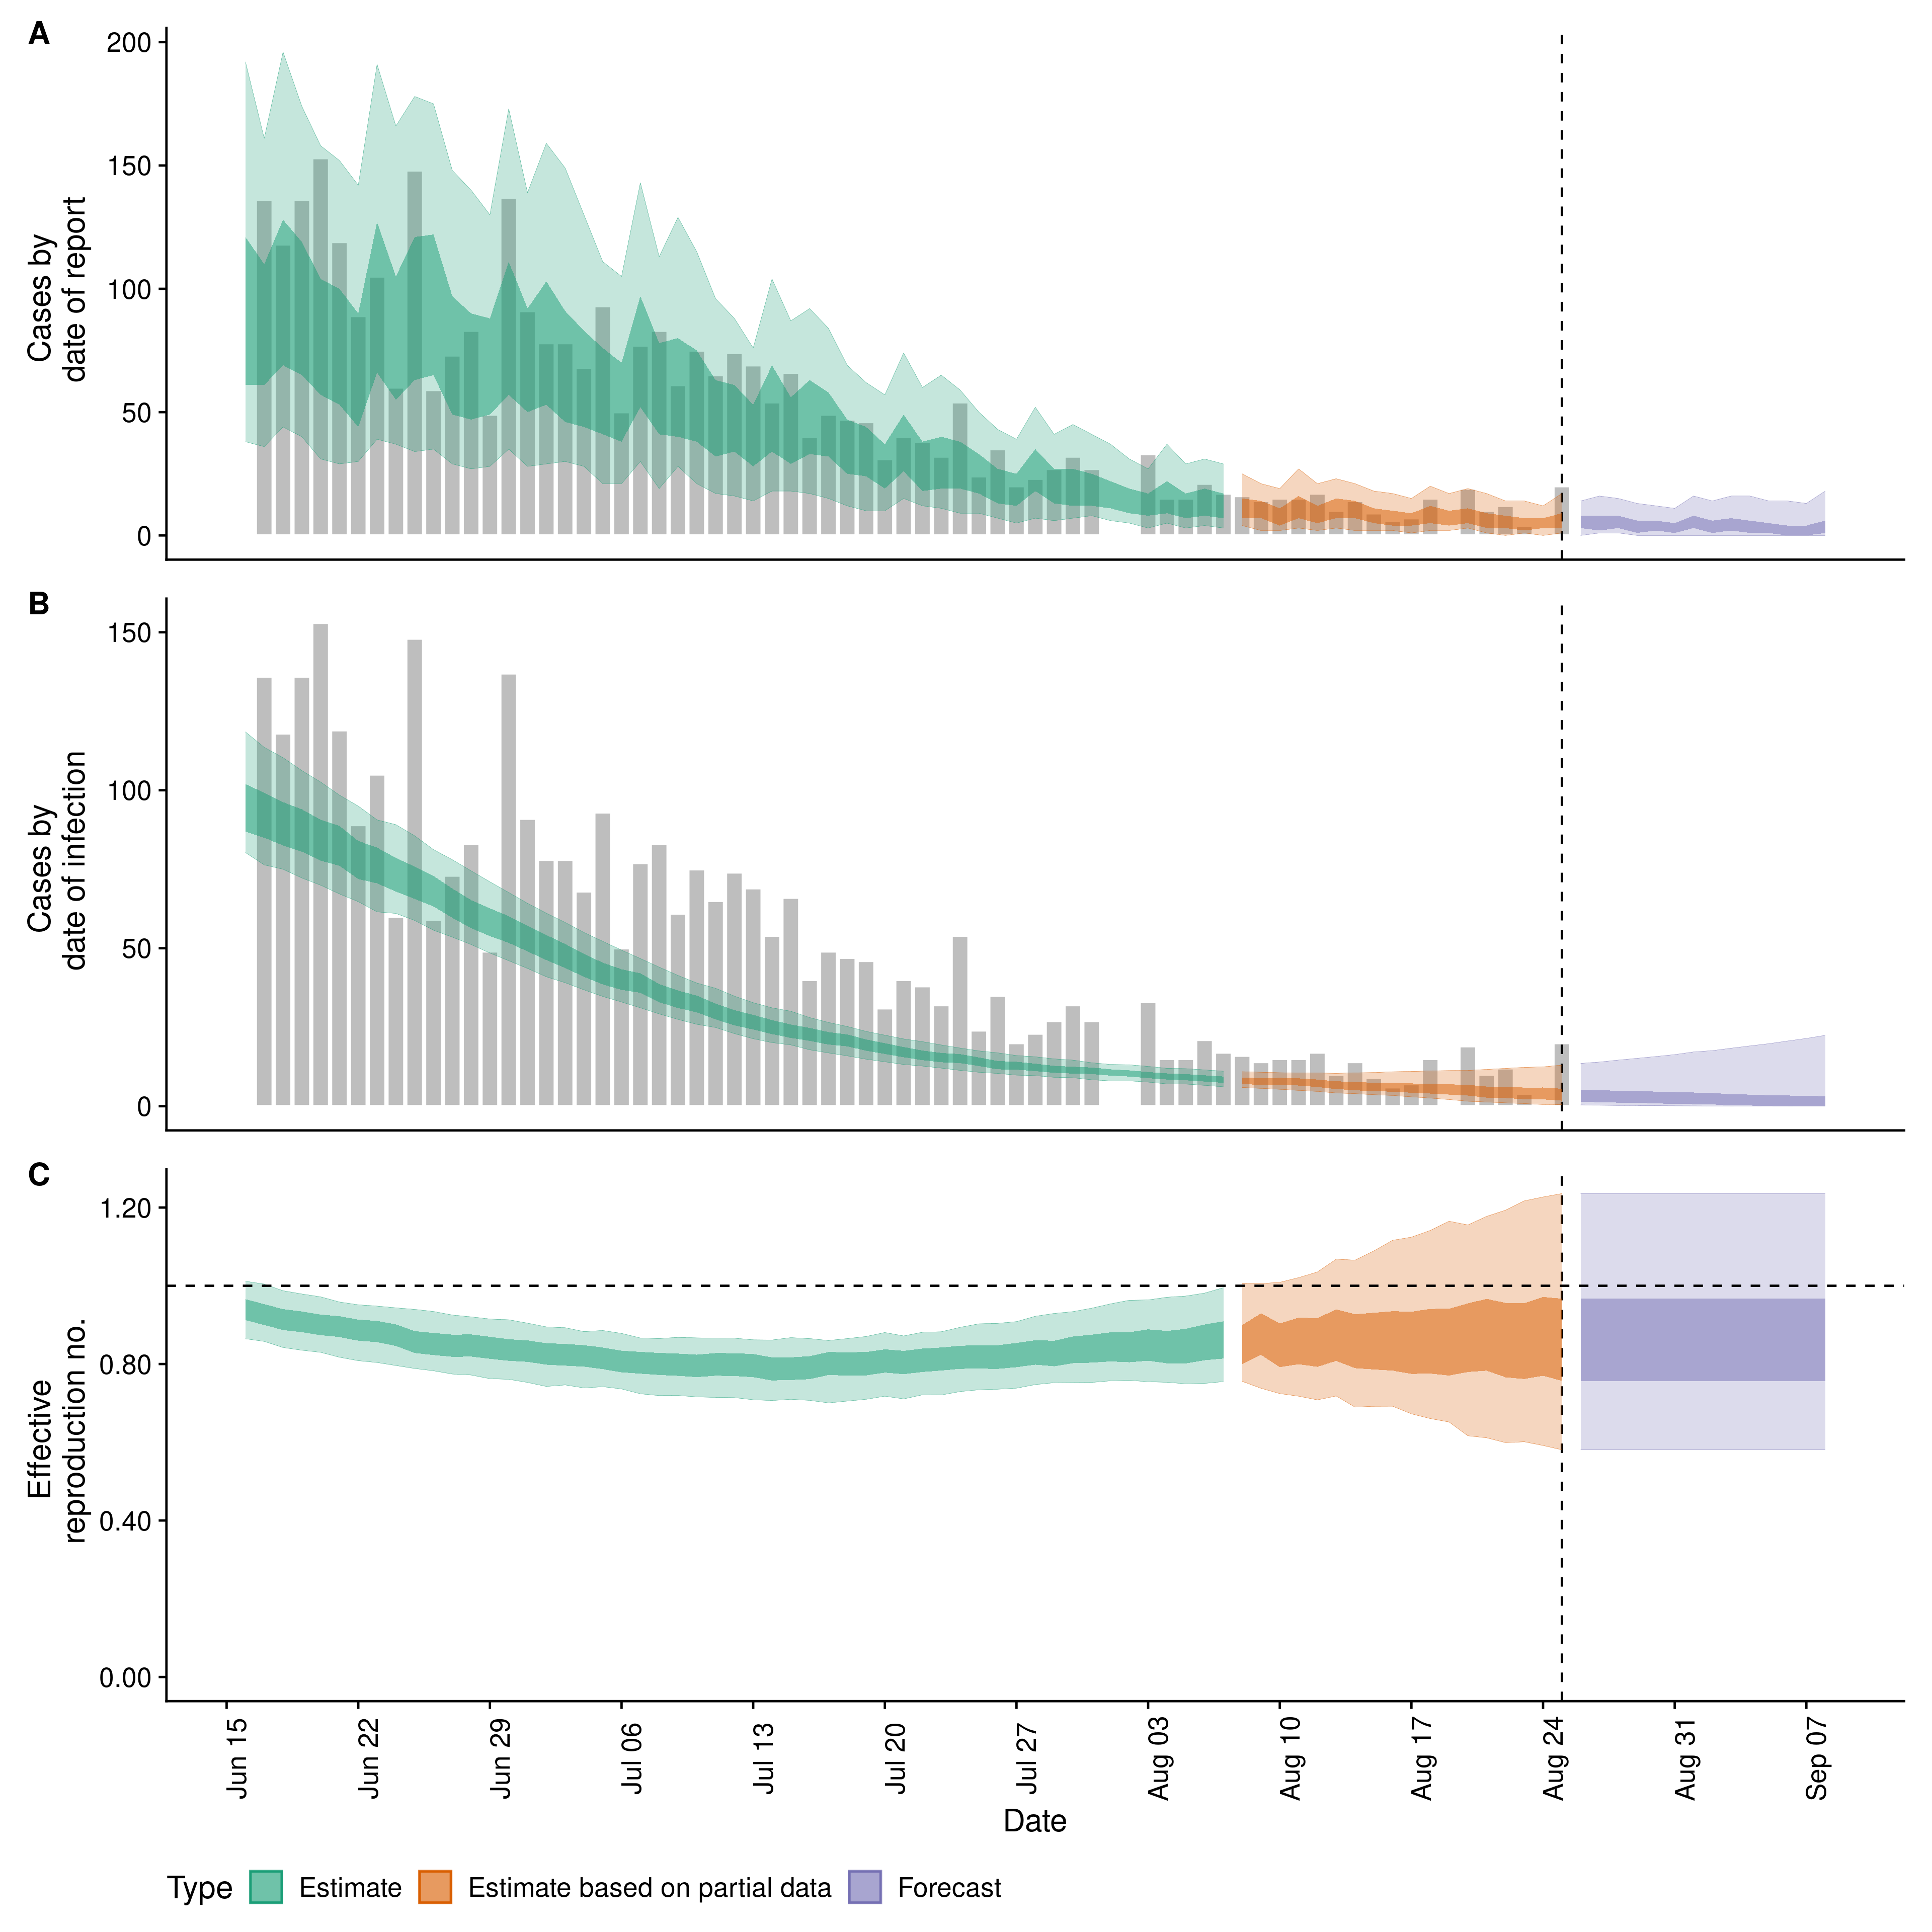 A
200
150
100
50
0
Cases by
date of report
B
150
100
50
0
Cases by
date of infection
C
1.20
0.80
0.40
0.00
Effective
reproduction no.
Jun 15
Jun 22
Jun 29
Jul 06
Jul 13
Jul 20
Jul 27
Aug 03
Aug 10
Aug 17
Aug 24
Aug 31
Sep 07
Date
Type Estimate Estimate based on partial data Forecast